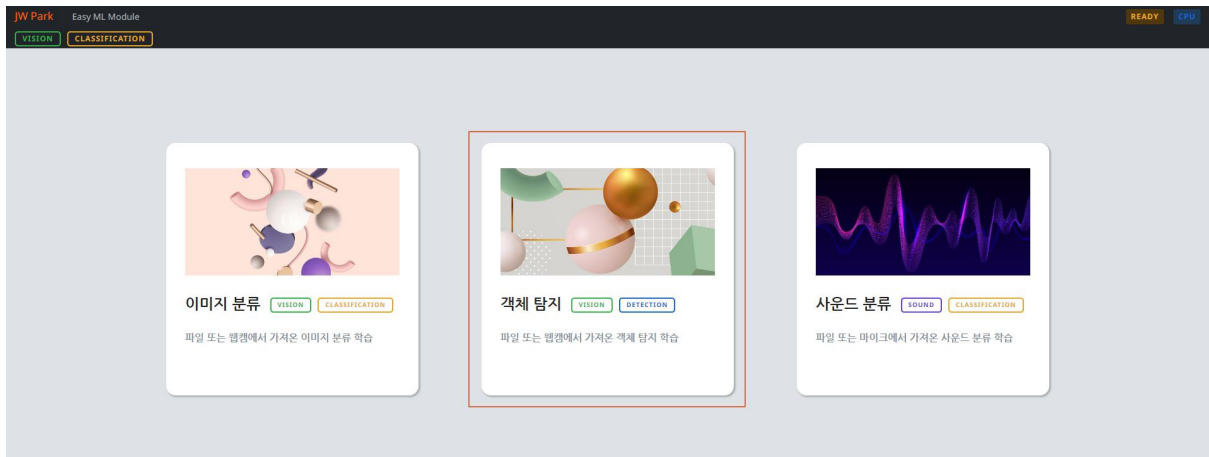 JW Park Easy ML Module READY CPU
VISION CLASSIFICATION
이미지 분류 VISION CLASSIFICATION
파일 또는 웹캠에서 가져온 이미지 분류 학습
객체 탐지 VISION DETECTION
파일 또는 웹캠에서 가져온 객체 탐지 학습
사운드 분류 SOUND CLASSIFICATION
파일 또는 마이크에서 가져온 사운드 분류 학습